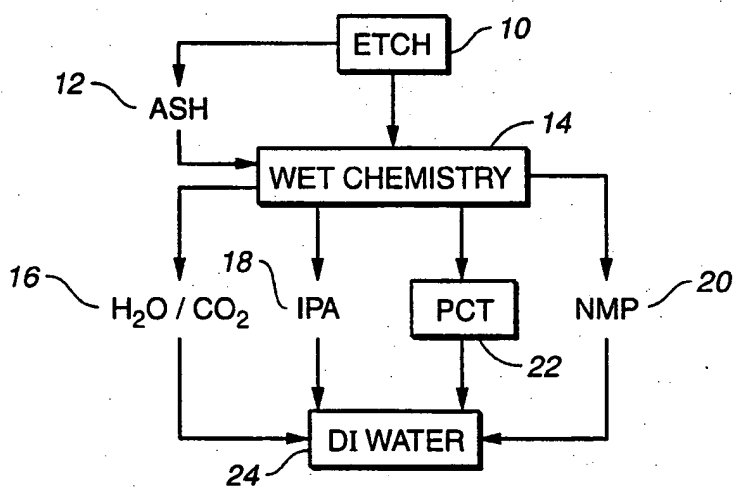 ETCH
10
12
ASH
14
WET CHEMISTRY
16
H₂O / CO₂
18
IPA
PCT
22
NMP
20
DI WATER
24